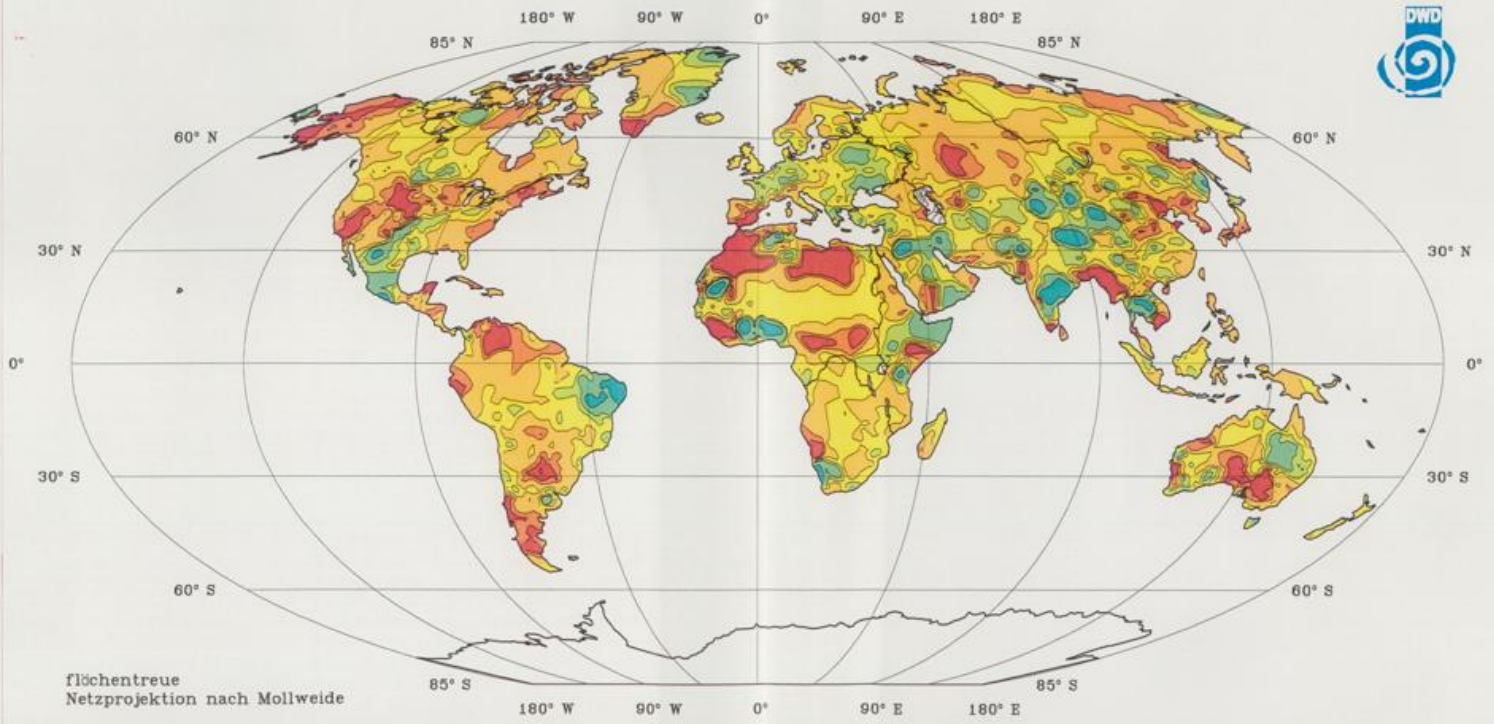 180° W 90° W 0° 90° E 180° E
DWD
85° N 85° N
60° N 60° N
30° N 30° N
0° 0°
30° S 30° S
60° S 60° S
85° S 85° S
flächentreue
Netzprojektion nach Mollweide
180° W 90° W 0° 90° E 180° E